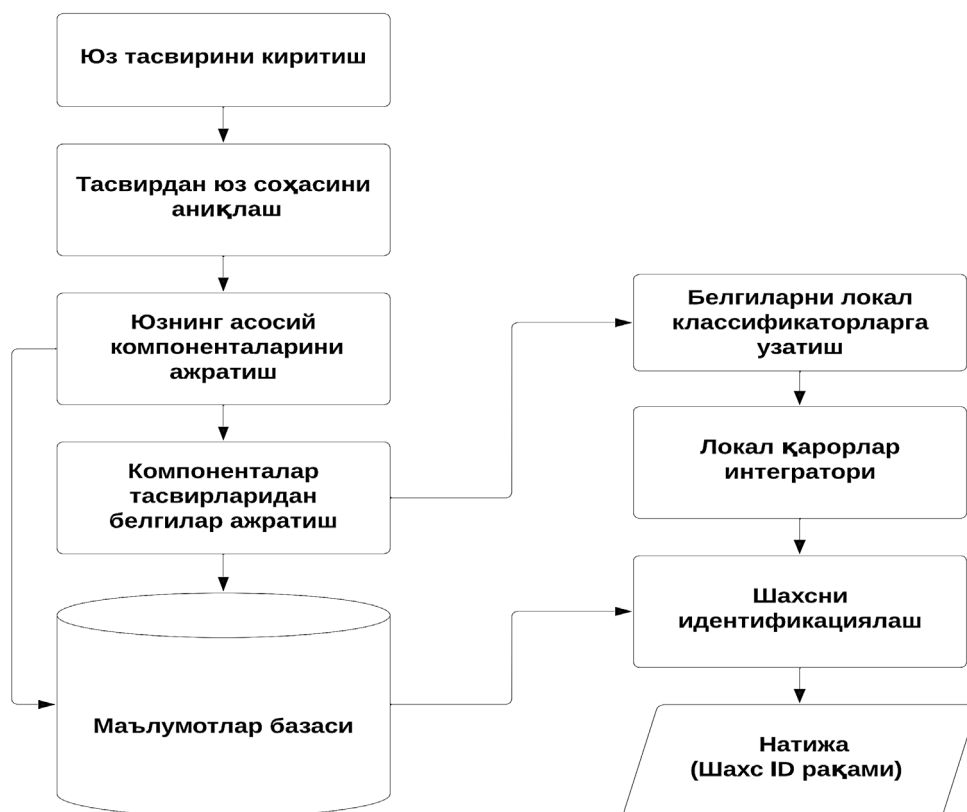 Юз тасвирини киритиш
Тасвирдан юз соҳасини
аниқлаш
Юзнинг асосий
компоненталарини
ажратиш
Компоненталар
тасвирларидан
белгилар ажратиш
Маълумотлар базаси
Белгиларни локал
классификаторларга
узатиш
Локал қарорлар
интегратори
Шахсни
идентификациялаш
Натижа
(Шахс ID рақами)